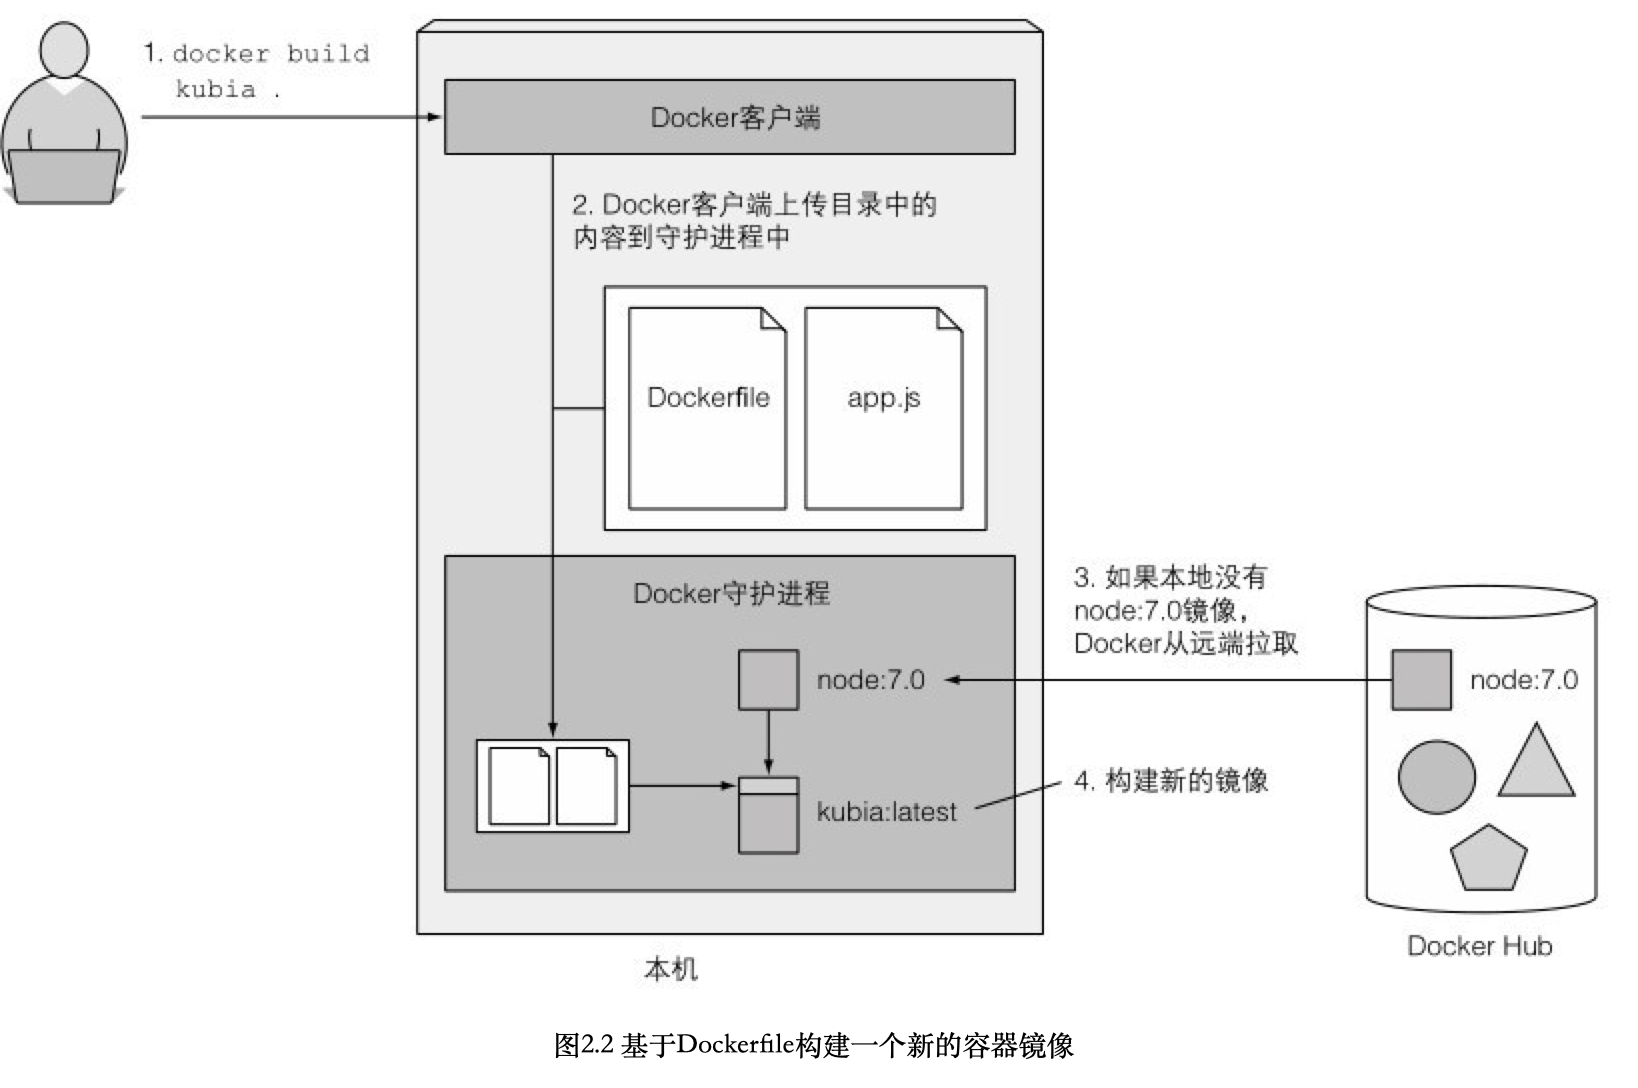 1. docker build
kubia .
Docker客户端
2. Docker客户端上传目录中的
内容到守护进程中
Dockerfile
app.js
Docker守护进程
3. 如果本地没有
node:7.0镜像，
Docker从远端拉取
node:7.0
node:7.0
4. 构建新的镜像
kubia:latest
Docker Hub
本机
图2.2 基于Dockerfile构建一个新的容器镜像